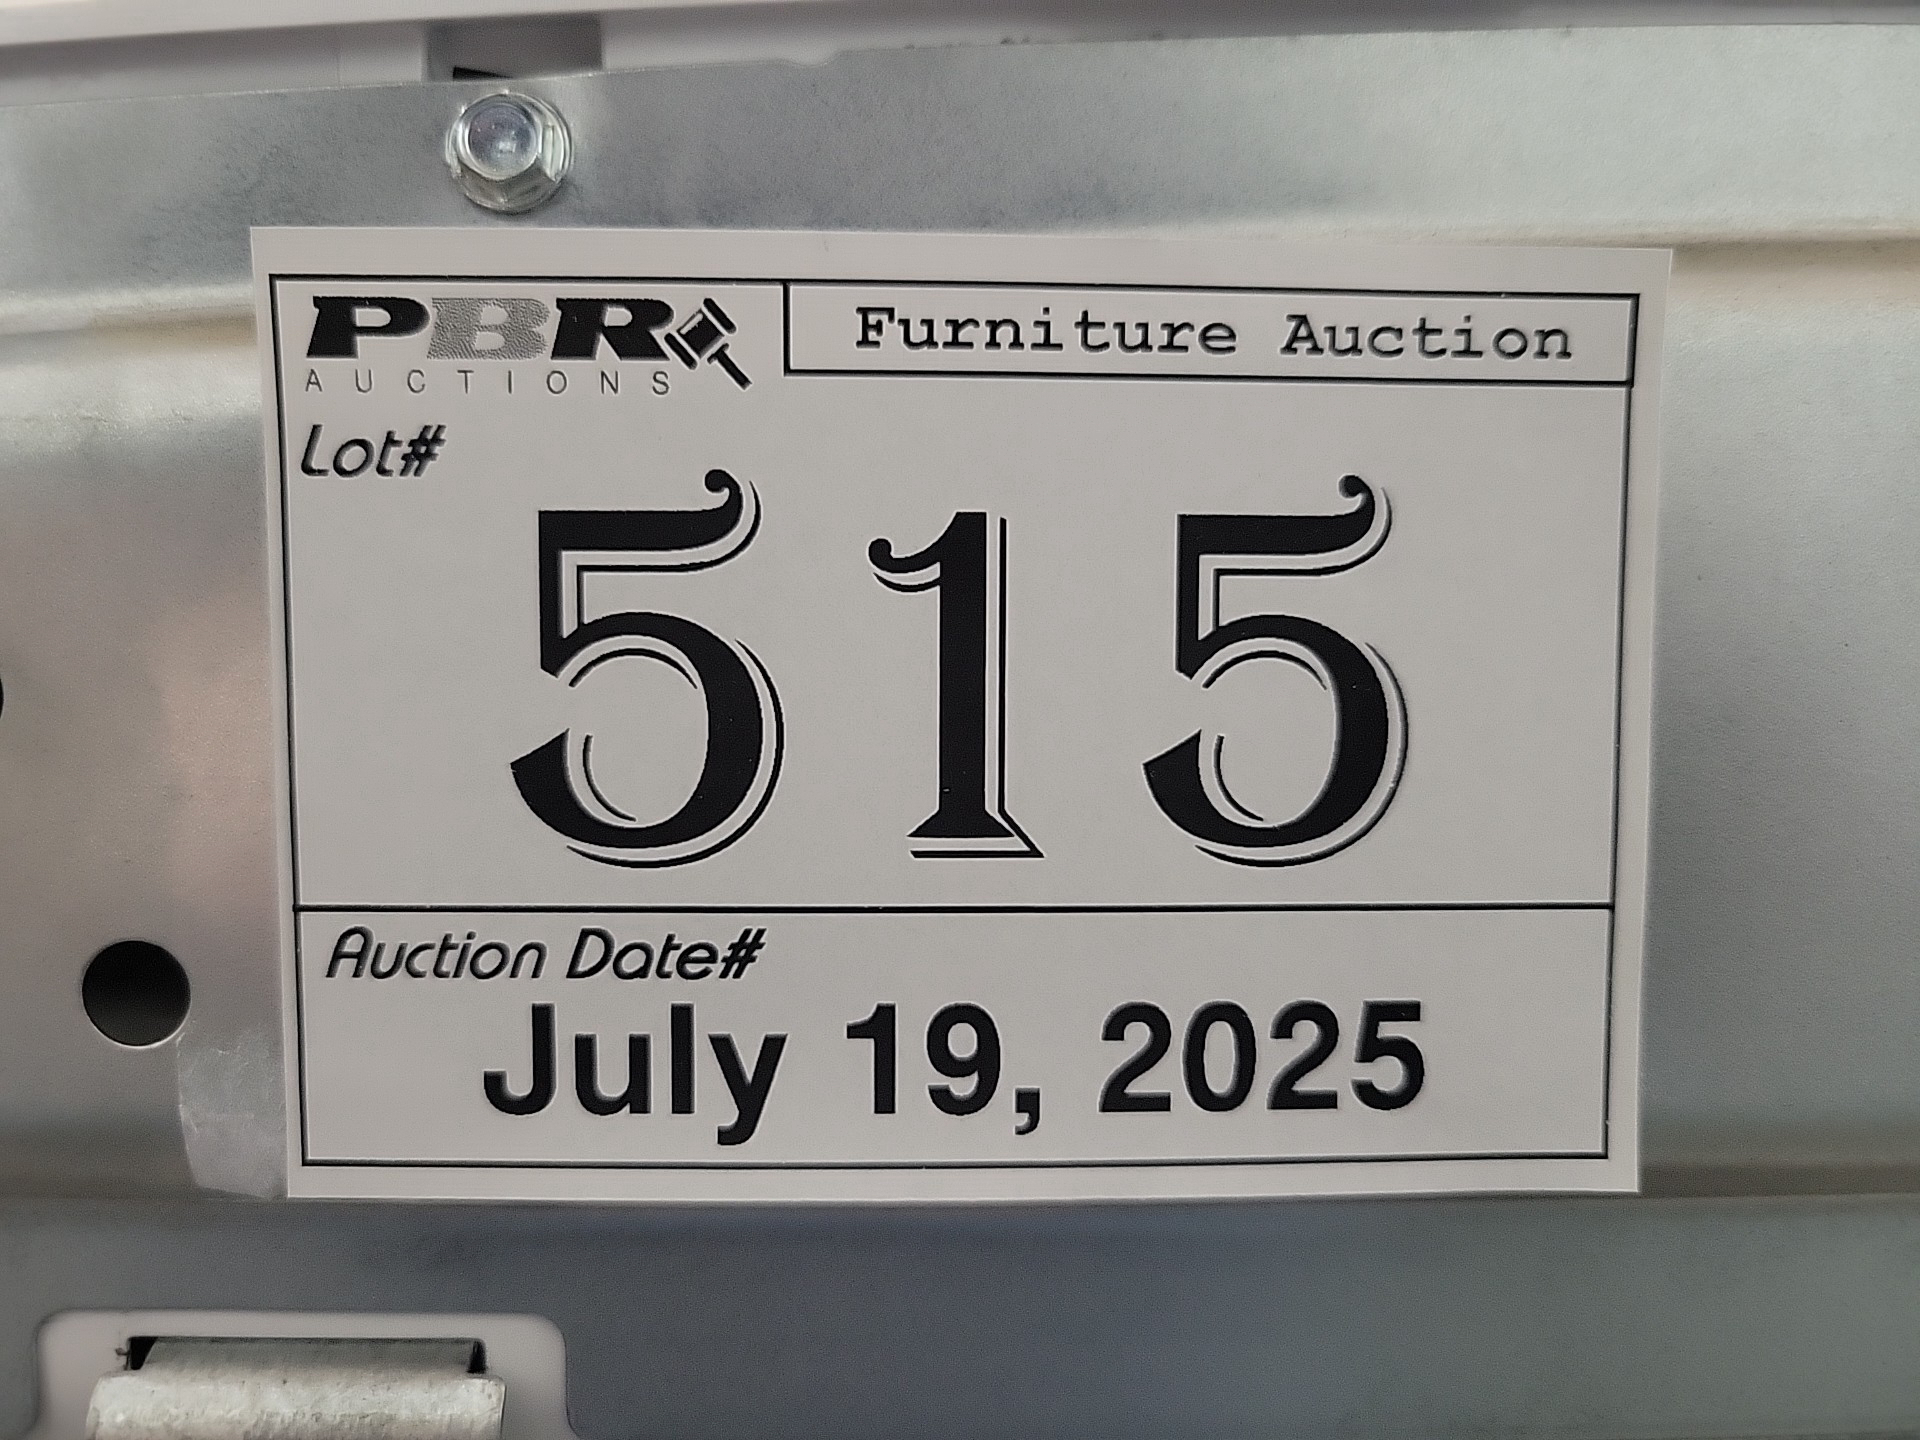 PBR
AUCTIONS
Furniture Auction
Lot#
515
Auction Date#
July 19, 2025